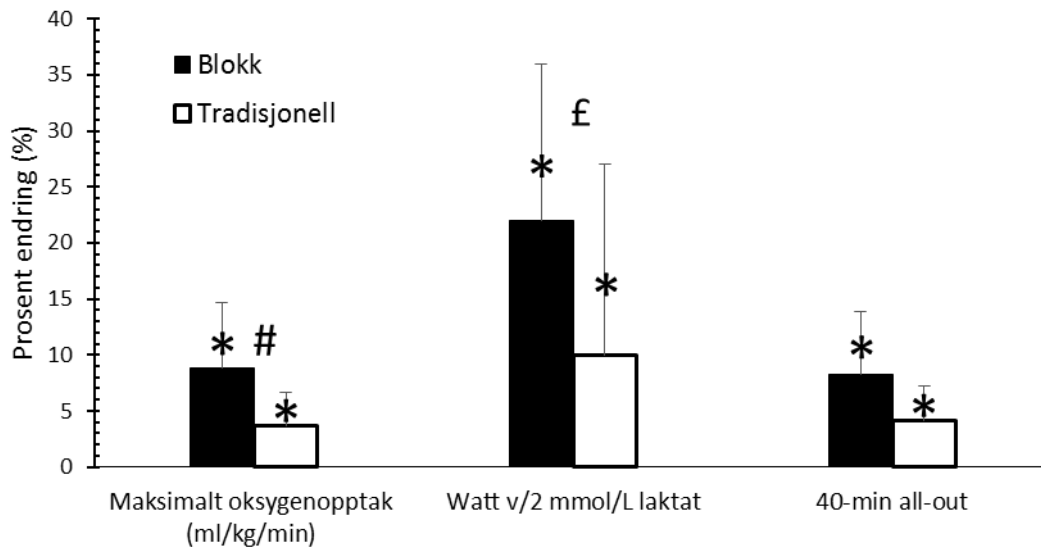 40
35
30
25
20
15
10
5
0
Prosent endring (%)
Blokk
Tradisjonell
* # *
* £ *
* *
Maksimalt oksygenopptak
(ml/kg/min)
Watt v/2 mmol/L laktat
40-min all-out